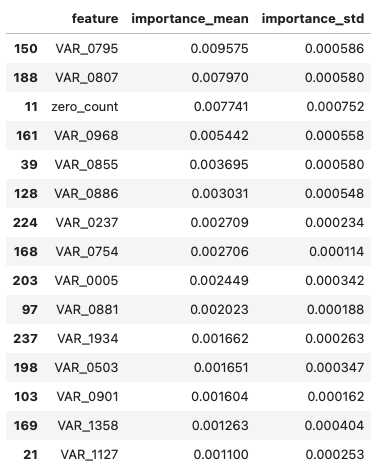 feature importance_mean importance_std
150 VAR_0795 0.009575 0.000586
188 VAR_0807 0.007970 0.000580
11 zero_count 0.007741 0.000752
161 VAR_0968 0.005442 0.000558
39 VAR_0855 0.003695 0.000580
128 VAR_0886 0.003031 0.000548
224 VAR_0237 0.002709 0.000234
168 VAR_0754 0.002706 0.000114
203 VAR_0005 0.002449 0.000342
97 VAR_0881 0.002023 0.000188
237 VAR_1934 0.001662 0.000263
198 VAR_0503 0.001651 0.000347
103 VAR_0901 0.001604 0.000162
169 VAR_1358 0.001263 0.000404
21 VAR_1127 0.001100 0.000253